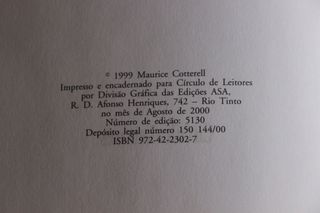 © 1999 Maurice Cotterell
Impresso e encadernado para Círculo de Leitores
por Divisão Gráfica das Edições ASA,
R. D. Afonso Henriques, 742 – Rio Tinto
no mês de Agosto de 2000
Número de edição: 5130
Depósito legal número 150 144/00
ISBN 972-42-2302-7